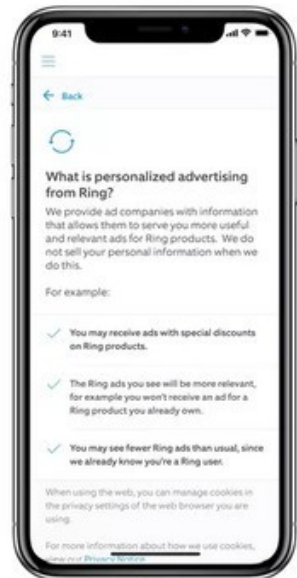 9:41
Back
What is personalized advertising
from Ring?
We provide ad companies with information
that allows them to serve you more useful
and relevant ads for Ring products. We do
not sell your personal information when we
do this.
For example:
You may receive ads with special discounts
on Ring products.
The Ring ads you see will be more relevant,
for example you won't receive an ad for a
Ring product you already own.
You may see fewer Ring ads than usual, since
we already know you're a Ring user.
When using the web, you can manage cookies in
the privacy settings of the web browser you are
using.
For more information about how we use cookies,
view our Privacy Notice